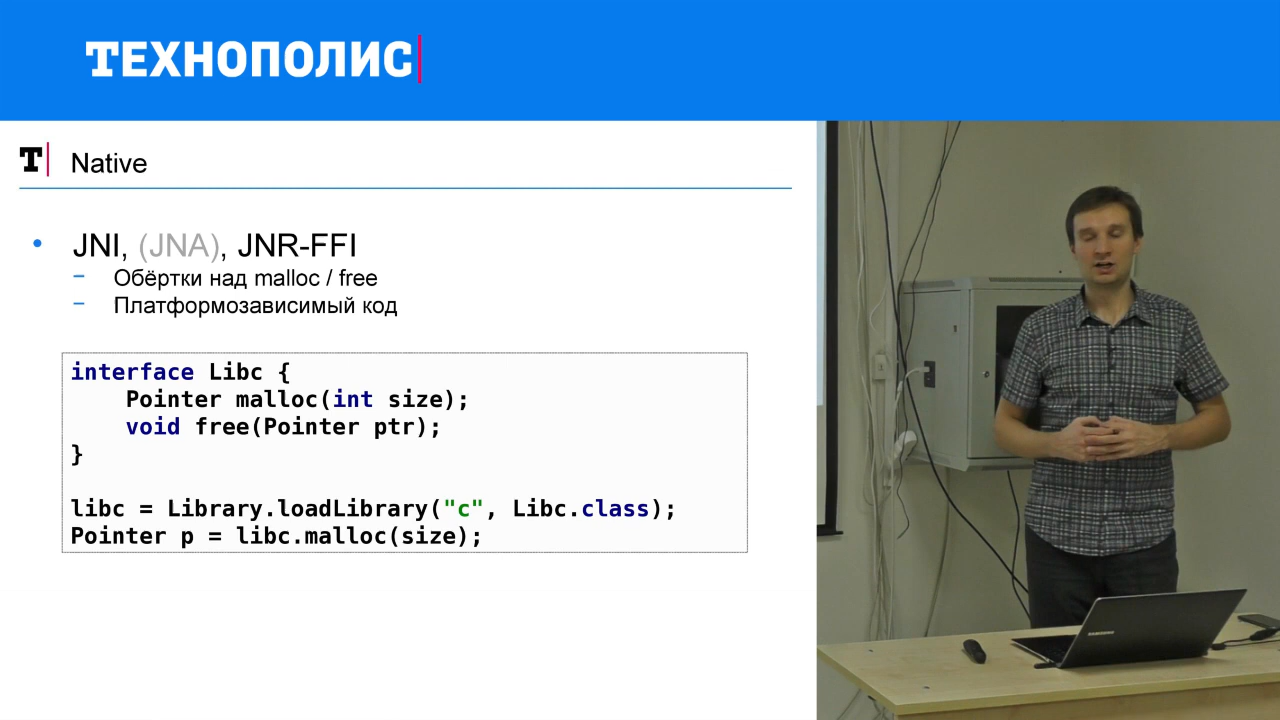 ТЕХНОПОЛИС
T Native
JNI, (JNA), JNR-FFI
Обёртки над malloc / free
Платформозависимый код
interface Libc {
Pointer malloc(int size);
void free(Pointer ptr);
}
libc = Library.loadLibrary("c", Libc.class);
Pointer p = libc.malloc(size);
SAMSUNG